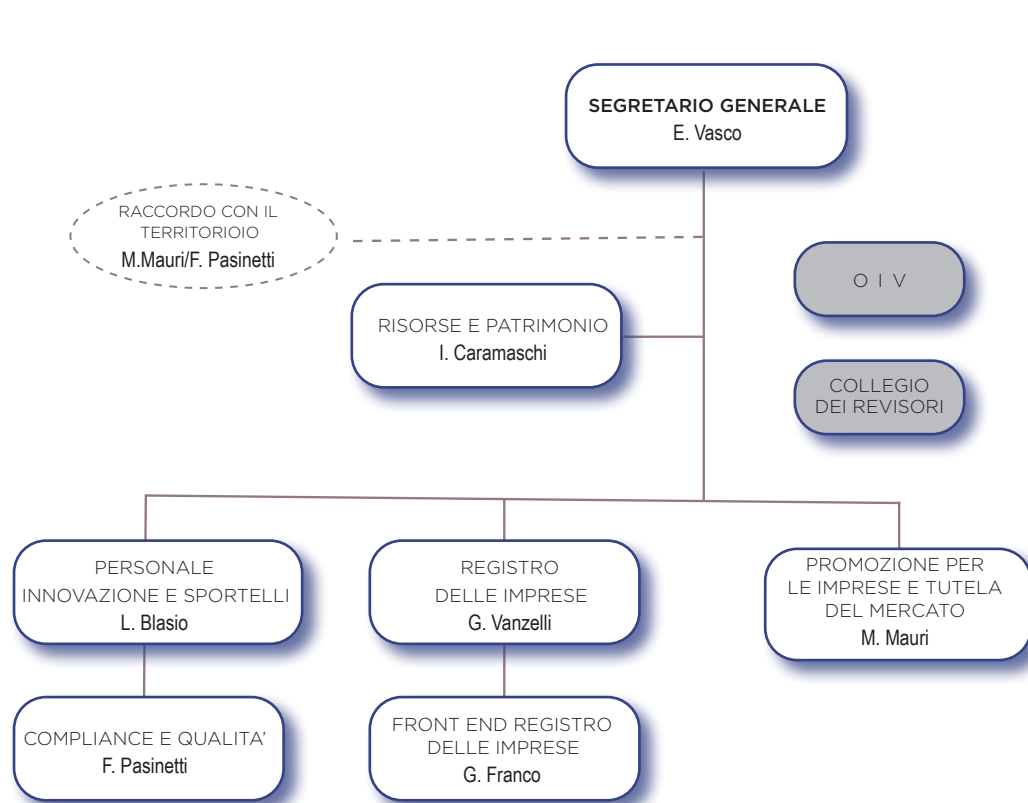 SEGRETARIO GENERALE
E. Vasco
RACCORDO CON IL
TERRITORIOIO
M.Mauri/F. Pasinetti
O I V
RISORSE E PATRIMONIO
I. Caramaschi
COLLEGIO
DEI REVISORI
PERSONALE
INNOVAZIONE E SPORTELLI
L. Blasio
REGISTRO
DELLE IMPRESE
G. Vanzelli
PROMOZIONE PER
LE IMPRESE E TUTELA
DEL MERCATO
M. Mauri
COMPLIANCE E QUALITA’
F. Pasinetti
FRONT END REGISTRO
DELLE IMPRESE
G. Franco